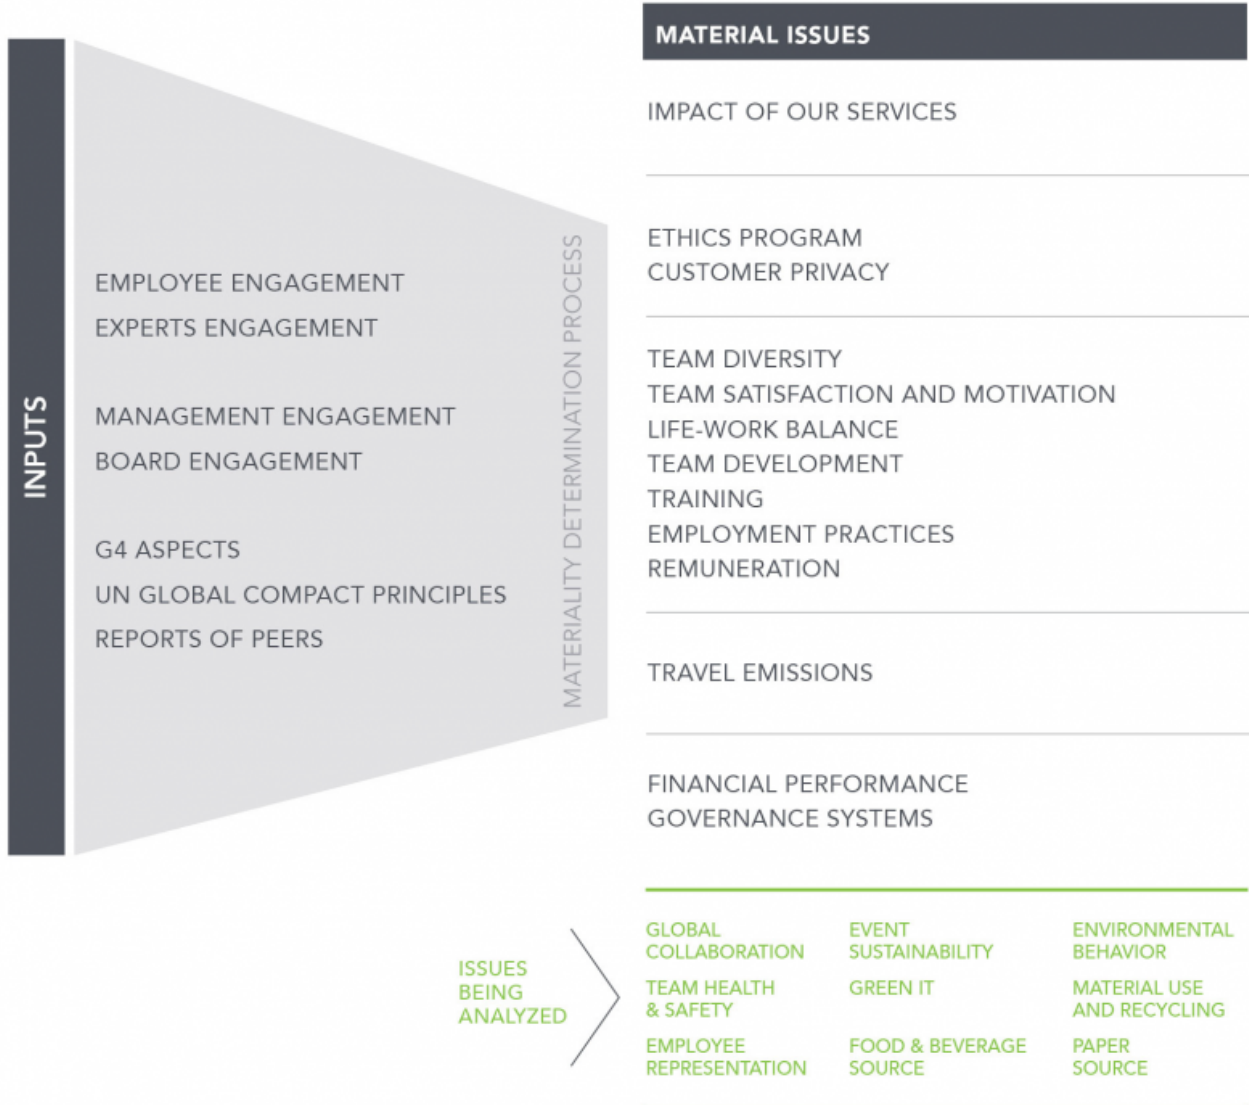 INPUTS
EMPLOYEE ENGAGEMENT
EXPERTS ENGAGEMENT
MANAGEMENT ENGAGEMENT
BOARD ENGAGEMENT
G4 ASPECTS
UN GLOBAL COMPACT PRINCIPLES
REPORTS OF PEERS
MATERIALITY DETERMINATION PROCESS
MATERIAL ISSUES
IMPACT OF OUR SERVICES
ETHICS PROGRAM
CUSTOMER PRIVACY
TEAM DIVERSITY
TEAM SATISFACTION AND MOTIVATION
LIFE-WORK BALANCE
TEAM DEVELOPMENT
TRAINING
EMPLOYMENT PRACTICES
REMUNERATION
TRAVEL EMISSIONS
FINANCIAL PERFORMANCE
GOVERNANCE SYSTEMS
ISSUES
BEING
ANALYZED
GLOBAL
COLLABORATION
EVENT
SUSTAINABILITY
ENVIRONMENTAL
BEHAVIOR
TEAM HEALTH
& SAFETY
GREEN IT
MATERIAL USE
AND RECYCLING
EMPLOYEE
REPRESENTATION
FOOD & BEVERAGE
SOURCE
PAPER
SOURCE